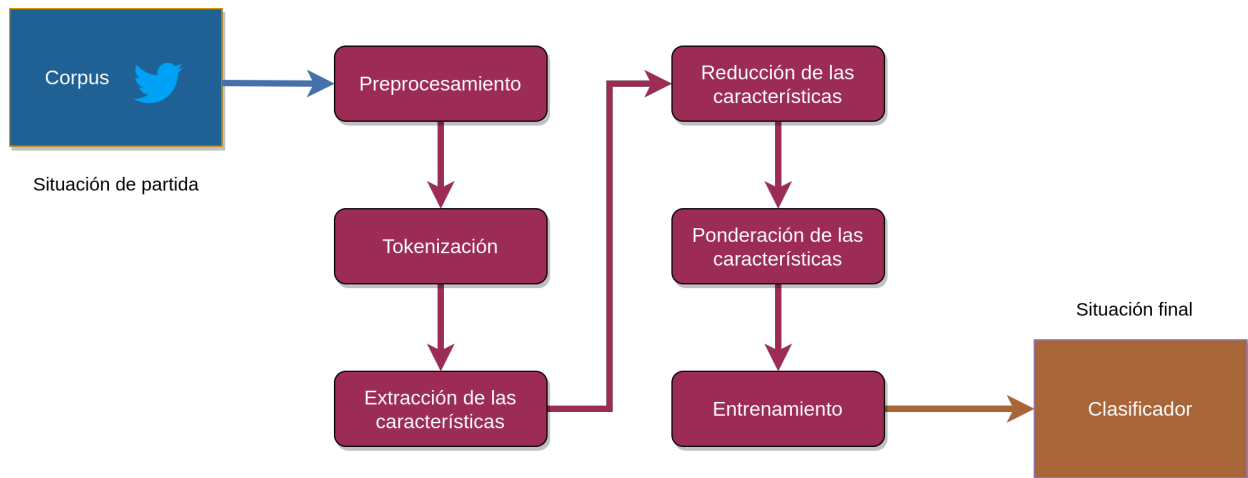 Corpus
Situación de partida
Preprocesamiento
Tokenización
Extracción de las
características
Reducción de las
características
Ponderación de las
características
Entrenamiento
Situación final
Clasificador